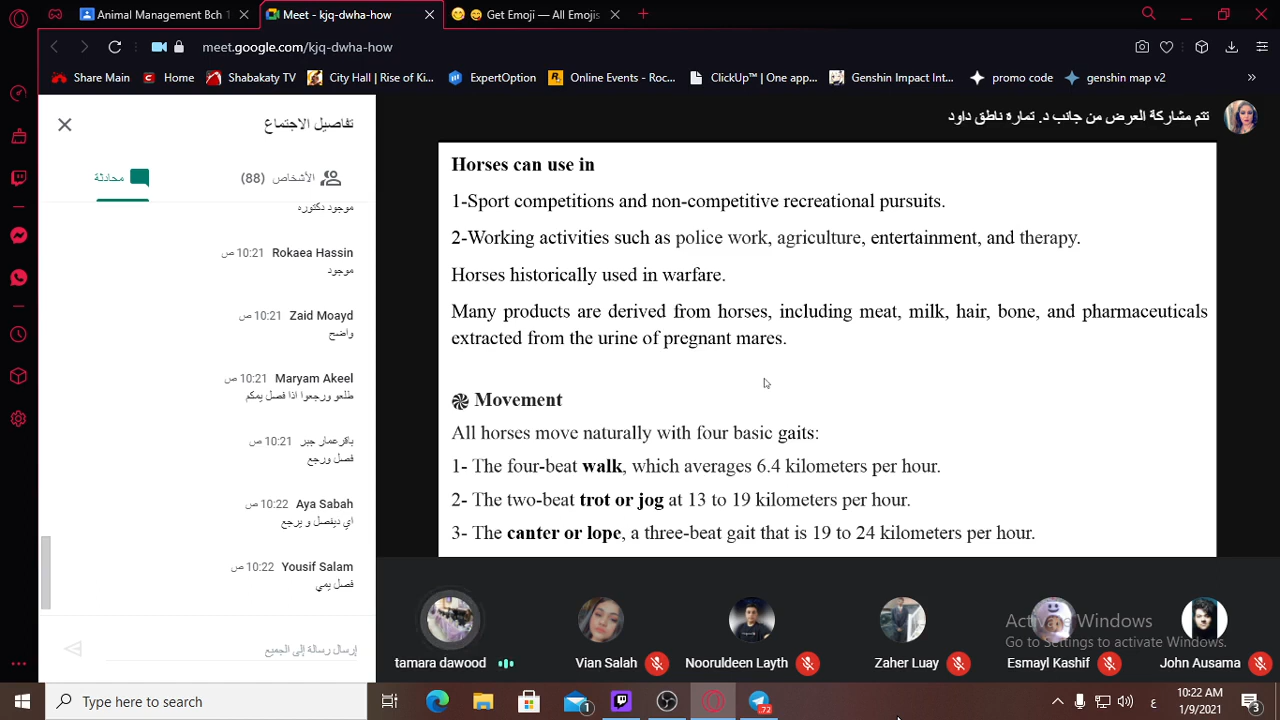 Animal Management Bch 1
Meet - kjq-dwha-how
😋 😋 Get Emoji — All Emojis
meet.google.com/kjq-dwha-how
Share Main
Home
Shabakaty TV
City Hall | Rise of Ki...
ExpertOption
Online Events - Roc...
ClickUp™ | One app...
Genshin Impact Int...
promo code
genshin map v2
تفاصيل الاجتماع
الأشخاص (88)
محادثة
موجود دكتوره
Rokaea Hassin 10:21 ص
موجود
Zaid Moayd 10:21 ص
واضح
Maryam Akeel 10:21 ص
طلعو ورجعوا اذا فصل يمكم
باقرعمار جبر 10:21 ص
فصل ورجع
Aya Sabah 10:22 ص
اي ديفصل و يرجع
Yousif Salam 10:22 ص
فصل يمي
إرسال رسالة إلى الجميع
تتم مشاركة العرض من جانب د. تمارة ناطق داود
Horses can use in
1-Sport competitions and non-competitive recreational pursuits.
2-Working activities such as police work, agriculture, entertainment, and therapy.
Horses historically used in warfare.
Many products are derived from horses, including meat, milk, hair, bone, and pharmaceuticals
extracted from the urine of pregnant mares.
Movement
All horses move naturally with four basic gaits:
1- The four-beat walk, which averages 6.4 kilometers per hour.
2- The two-beat trot or jog at 13 to 19 kilometers per hour.
3- The canter or lope, a three-beat gait that is 19 to 24 kilometers per hour.
tamara dawood
Vian Salah
Nooruldeen Layth
Zaher Luay
Esmayl Kashif
John Ausama
Activate Windows
Go to Settings to activate Windows.
Type here to search
1
72
ع
10:22 AM
1/9/2021
3